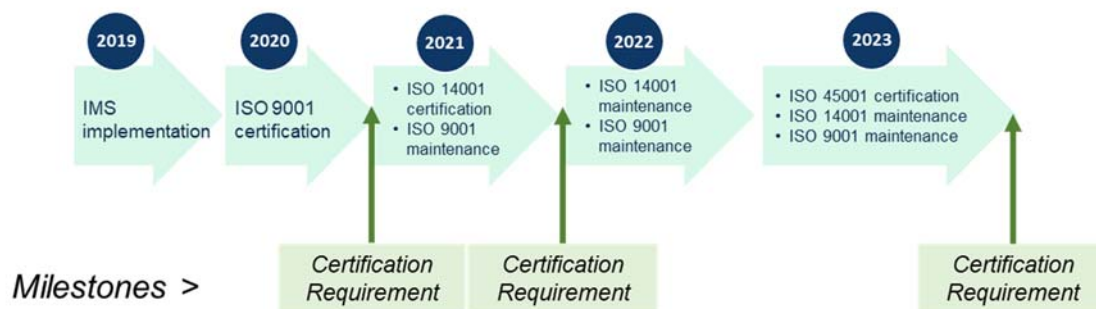 2019
IMS
implementation
2020
ISO 9001
certification
2021
• ISO 14001
certification
• ISO 9001
maintenance
2022
• ISO 14001
maintenance
• ISO 9001
maintenance
2023
• ISO 45001 certification
• ISO 14001 maintenance
• ISO 9001 maintenance
Milestones >
Certification
Requirement
Certification
Requirement
Certification
Requirement